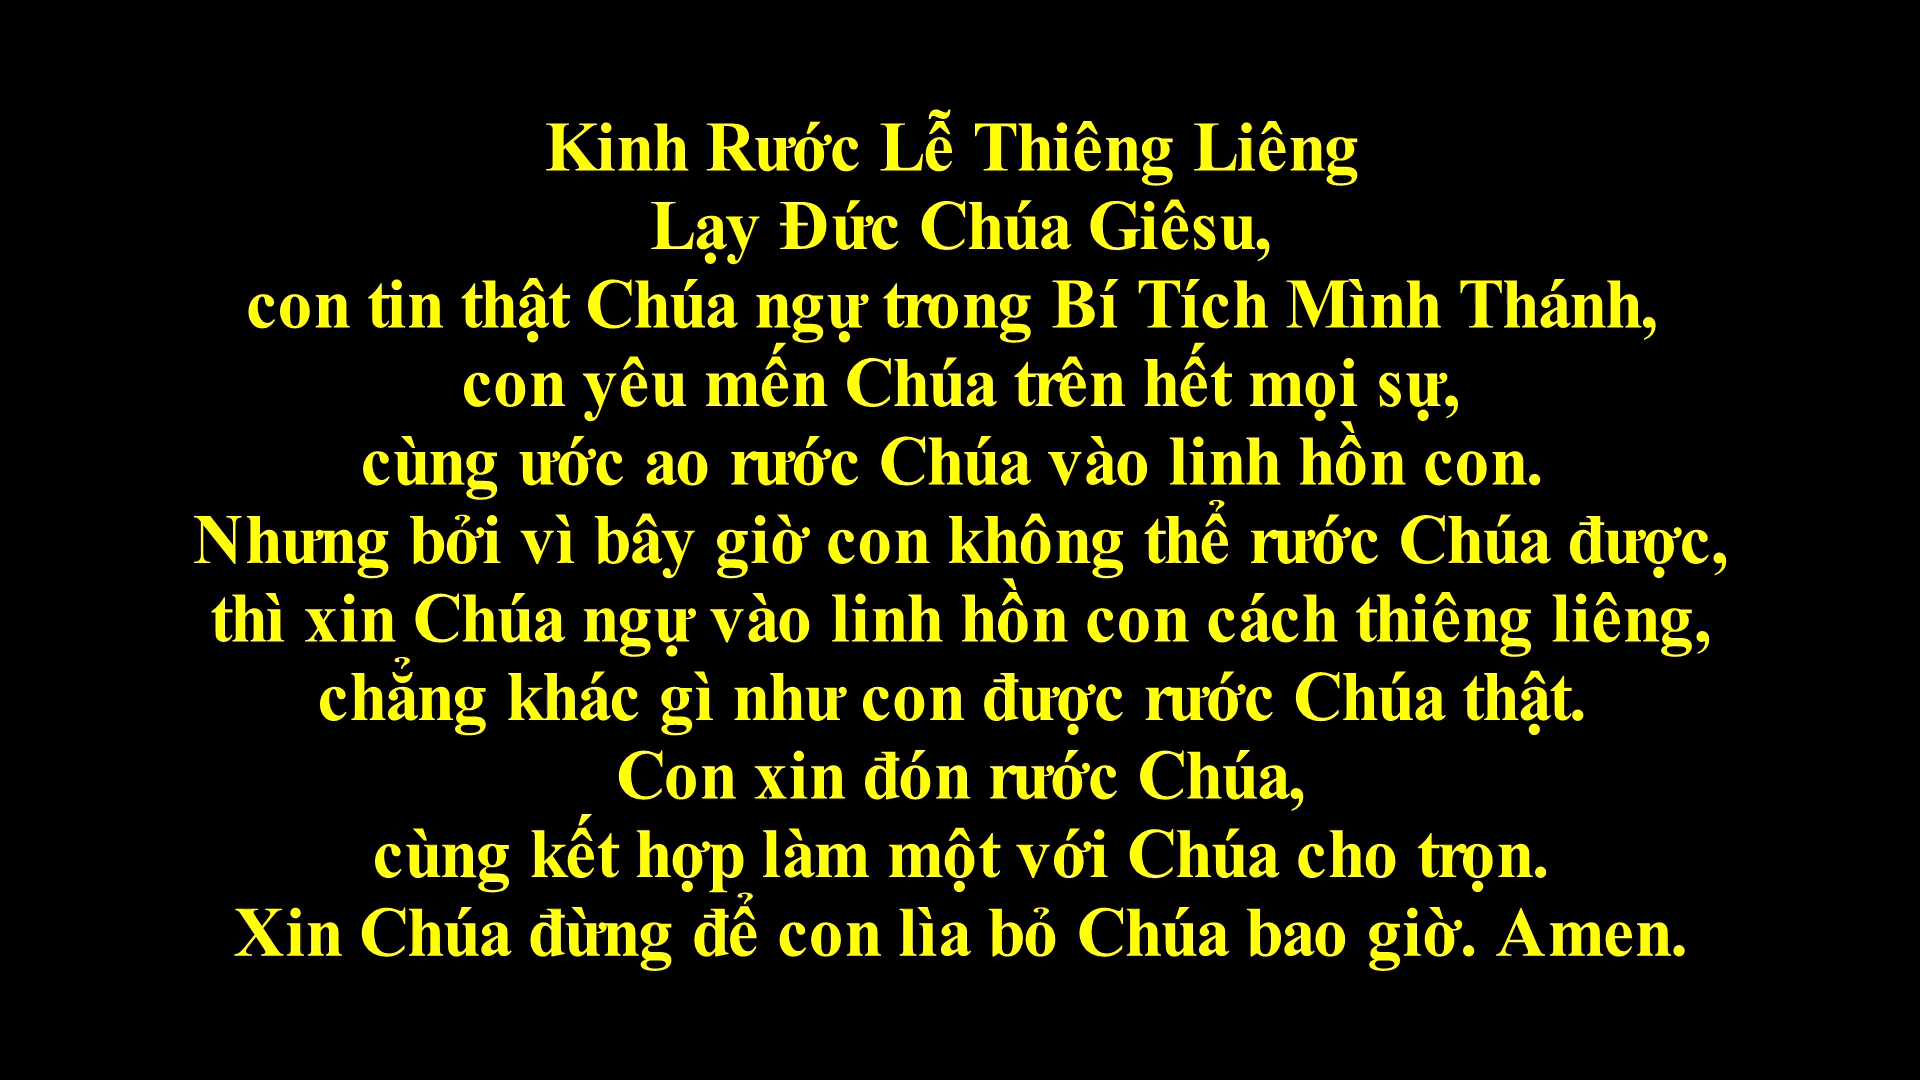 Kinh Rước Lễ Thiêng Liêng
Lạy Đức Chúa Giêsu,
con tin thật Chúa ngự trong Bí Tích Mình Thánh,
con yêu mến Chúa trên hết mọi sự,
cùng ước ao rước Chúa vào linh hồn con.
Nhưng bởi vì bây giờ con không thể rước Chúa được,
thì xin Chúa ngự vào linh hồn con cách thiêng liêng,
chẳng khác gì như con được rước Chúa thật.
Con xin đón rước Chúa,
cùng kết hợp làm một với Chúa cho trọn.
Xin Chúa đừng để con lìa bỏ Chúa bao giờ. Amen.